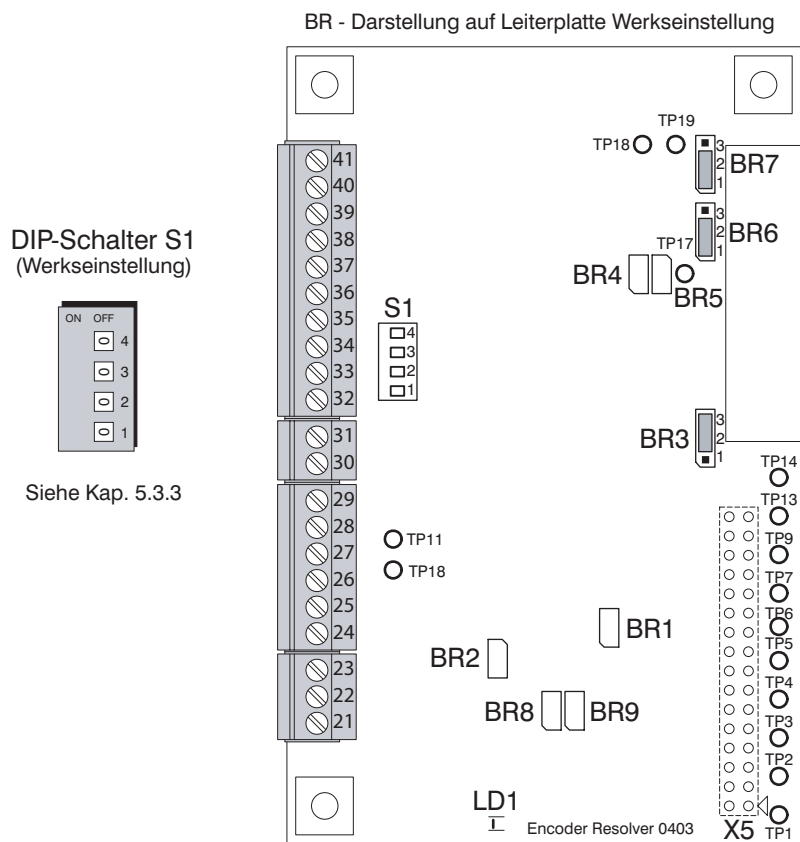 BR - Darstellung auf Leiterplatte Werkseinstellung
DIP-Schalter S1
(Werkseinstellung)
ON OFF
0 4
0 3
0 2
0 1
Siehe Kap. 5.3.3
41
40
39
38
37
36
35
34
33
32
31
30
29
28
27
26
25
24
23
22
21
S1
4
3
2
1
TP19
TP18
3
2
1
BR7
3
2
1
BR6
TP17
BR4
BR5
BR3
3
2
1
TP14
TP13
TP9
TP7
TP6
TP5
TP4
TP3
TP2
TP1
TP11
TP18
BR1
BR2
BR8
BR9
LD1
Encoder Resolver 0403
X5